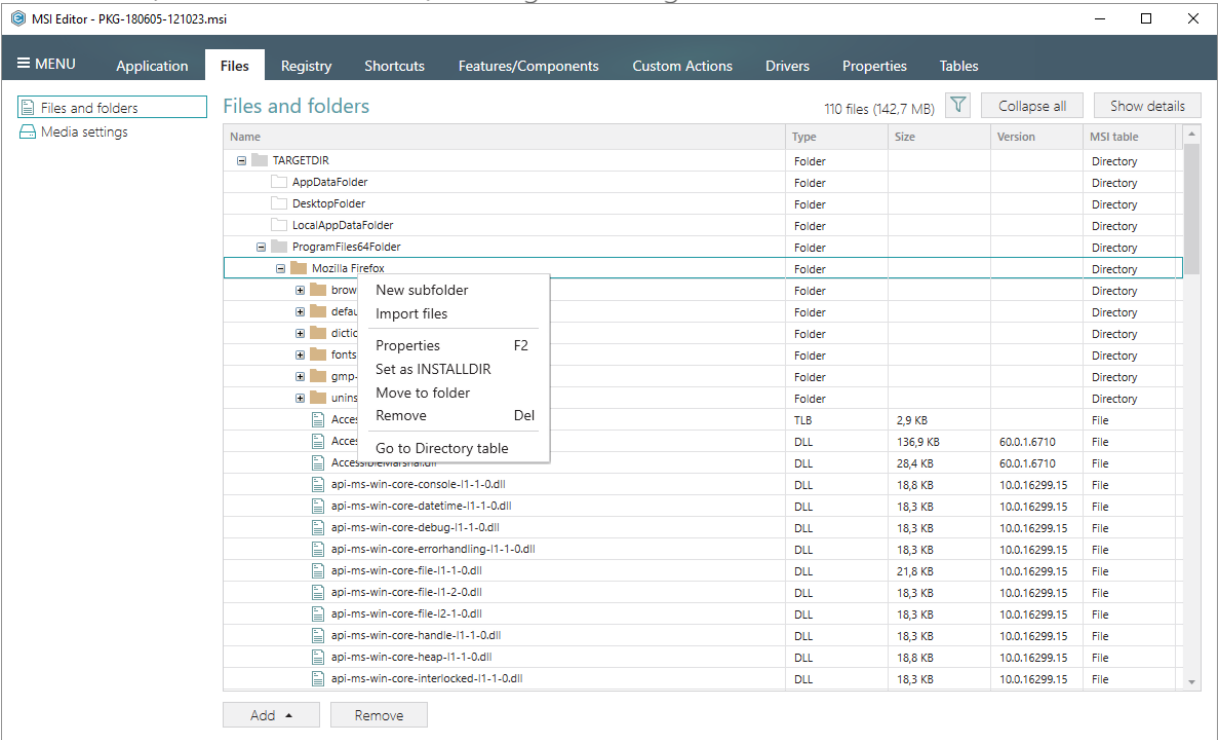 MSI Editor - PKG-180605-121023.msi
MENU Application Files Registry Shortcuts Features/Components Custom Actions Drivers Properties Tables
Files and folders
Media settings
Files and folders 110 files (142,7 MB) Collapse all Show details
Name Type Size Version MSI table
TARGETDIR Folder Directory
AppDataFolder Folder Directory
DesktopFolder Folder Directory
LocalAppDataFolder Folder Directory
ProgramFiles64Folder Folder Directory
Mozilla Firefox Folder Directory
brow Folder Directory
defau Folder Directory
dictic Folder Directory
fonts Folder Directory
gmp- Folder Directory
unins Folder Directory
New subfolder
Import files
Properties F2
Set as INSTALLDIR
Move to folder
Remove Del
Go to Directory table
Acces TLB 2,9 KB File
Acces DLL 136,9 KB 60.0.1.6710 File
AccessibleMarshal.dll DLL 28,4 KB 60.0.1.6710 File
api-ms-win-core-console-l1-1-0.dll DLL 18,8 KB 10.0.16299.15 File
api-ms-win-core-datetime-l1-1-0.dll DLL 18,3 KB 10.0.16299.15 File
api-ms-win-core-debug-l1-1-0.dll DLL 18,3 KB 10.0.16299.15 File
api-ms-win-core-errorhandling-l1-1-0.dll DLL 18,3 KB 10.0.16299.15 File
api-ms-win-core-file-l1-1-0.dll DLL 21,8 KB 10.0.16299.15 File
api-ms-win-core-file-l1-2-0.dll DLL 18,3 KB 10.0.16299.15 File
api-ms-win-core-file-l2-1-0.dll DLL 18,3 KB 10.0.16299.15 File
api-ms-win-core-handle-l1-1-0.dll DLL 18,3 KB 10.0.16299.15 File
api-ms-win-core-heap-l1-1-0.dll DLL 18,8 KB 10.0.16299.15 File
api-ms-win-core-interlocked-l1-1-0.dll DLL 18,3 KB 10.0.16299.15 File
Add Remove